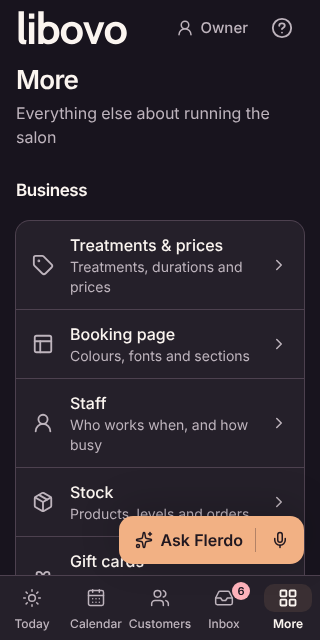 libovo
Owner
More
Everything else about running the
salon
Business
Treatments & prices
Treatments, durations and
prices
Booking page
Colours, fonts and sections
Staff
Who works when, and how
busy
Stock
Products, levels and orders
Ask Flerdo
Gift cards
6
Today
Calendar
Customers
Inbox
More